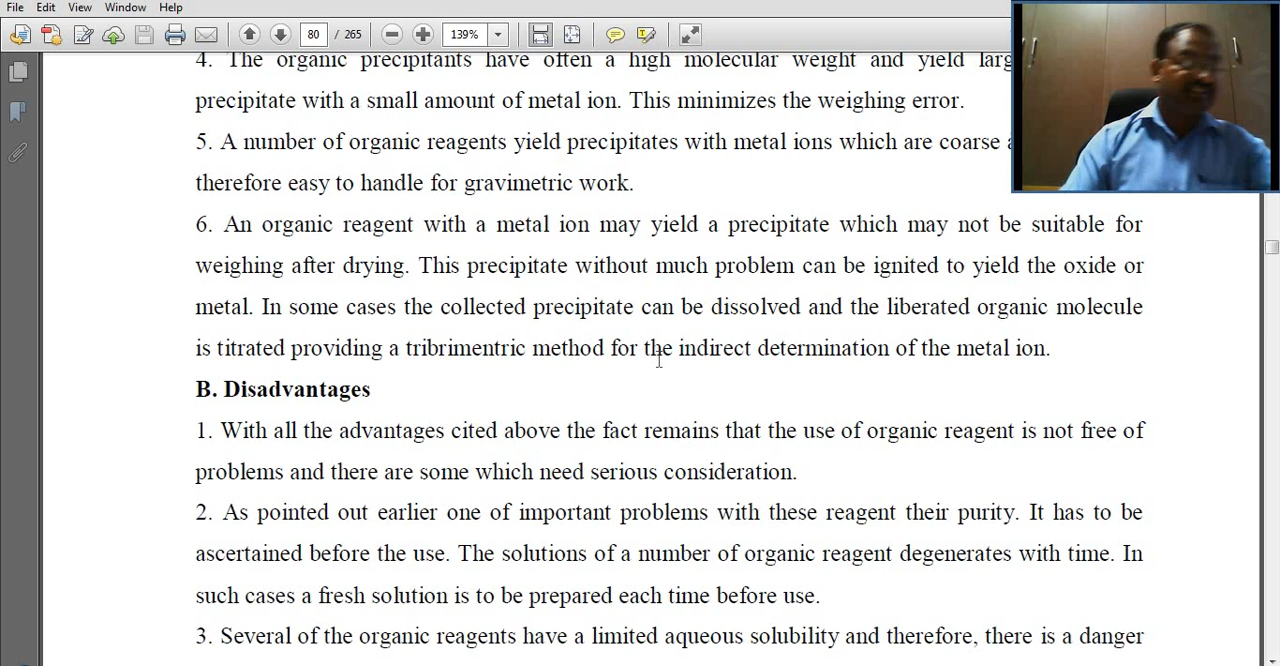 File Edit View Window Help
80 / 265 139%
4. The organic precipitants have often a high molecular weight and yield
precipitate with a small amount of metal ion. This minimizes the weighing error.
5. A number of organic reagents yield precipitates with metal ions which are coarse
therefore easy to handle for gravimetric work.
6. An organic reagent with a metal ion may yield a precipitate which may not be suitable for
weighing after drying. This precipitate without much problem can be ignited to yield the oxide or
metal. In some cases the collected precipitate can be dissolved and the liberated organic molecule
is titrated providing a tribrimentric method for the indirect determination of the metal ion.
B. Disadvantages
1. With all the advantages cited above the fact remains that the use of organic reagent is not free of
problems and there are some which need serious consideration.
2. As pointed out earlier one of important problems with these reagent their purity. It has to be
ascertained before the use. The solutions of a number of organic reagent degenerates with time. In
such cases a fresh solution is to be prepared each time before use.
3. Several of the organic reagents have a limited aqueous solubility and therefore, there is a danger